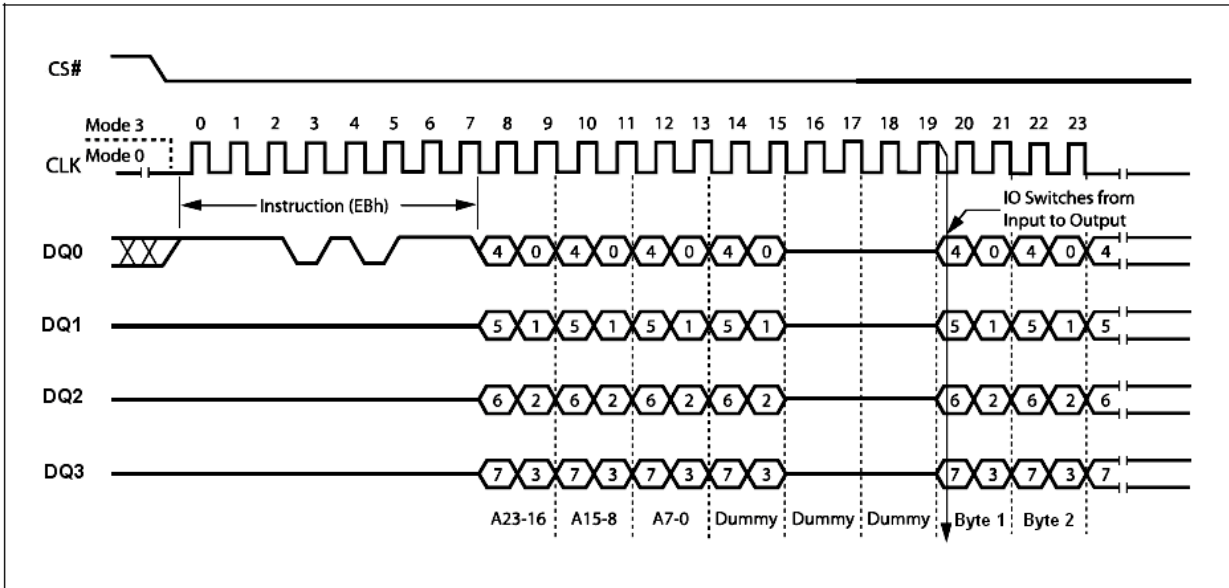 CS#
Mode 3
0 1 2 3 4 5 6 7 8 9 10 11 12 13 14 15 16 17 18 19 20 21 22 23
Mode 0
CLK
Instruction (EBh)
IO Switches from
Input to Output
DQ0
4 0 4 0 4 0 4 0 4 0 4 0 4
DQ1
5 1 5 1 5 1 5 1 5 1 5 1 5
DQ2
6 2 6 2 6 2 6 2 6 2 6 2 6
DQ3
7 3 7 3 7 3 7 3 7 3 7 3 7
A23-16 A15-8 A7-0 Dummy Dummy Dummy Byte 1 Byte 2